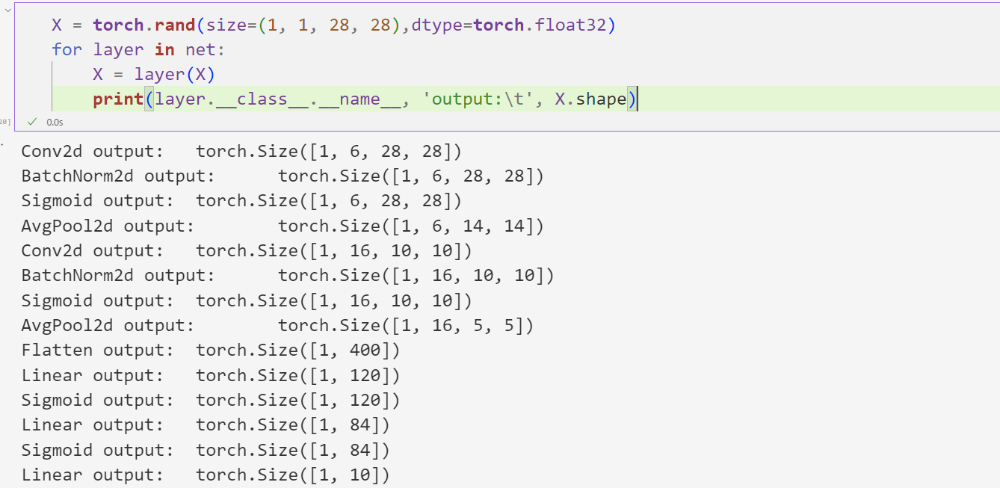 X = torch.rand(size=(1, 1, 28, 28),dtype=torch.float32)
for layer in net:
    X = layer(X)
    print(layer.__class__.__name__, 'output:\t', X.shape)
20]
0.0s
Conv2d output:	 torch.Size([1, 6, 28, 28])
BatchNorm2d output:	 torch.Size([1, 6, 28, 28])
Sigmoid output:	 torch.Size([1, 6, 28, 28])
AvgPool2d output:	 torch.Size([1, 6, 14, 14])
Conv2d output:	 torch.Size([1, 16, 10, 10])
BatchNorm2d output:	 torch.Size([1, 16, 10, 10])
Sigmoid output:	 torch.Size([1, 16, 10, 10])
AvgPool2d output:	 torch.Size([1, 16, 5, 5])
Flatten output:	 torch.Size([1, 400])
Linear output:	 torch.Size([1, 120])
Sigmoid output:	 torch.Size([1, 120])
Linear output:	 torch.Size([1, 84])
Sigmoid output:	 torch.Size([1, 84])
Linear output:	 torch.Size([1, 10])